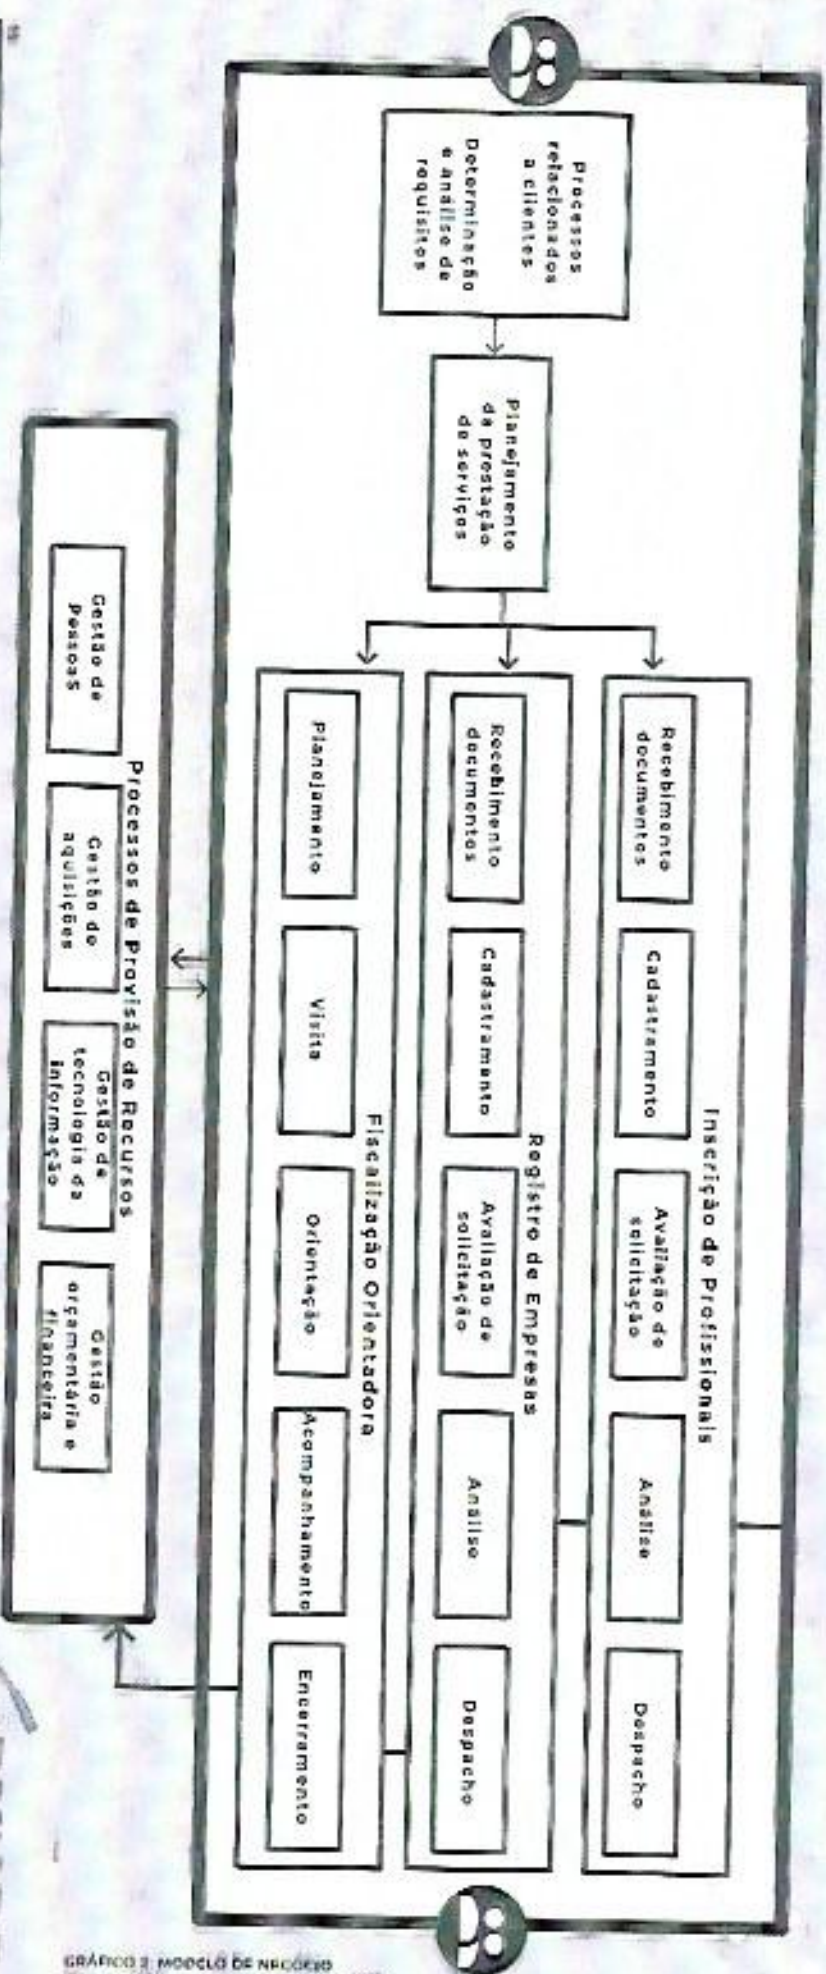 Processos
relacionados
a clientes
Determinação
e análise de
requisitos
Planejamento
da prestação
de serviços
Inscrição de Profissionais
Recebimento
documentos
Cadastramento
Avaliação de
solicitação
Análise
Despacho
Registro de Empresas
Recebimento
documentos
Cadastramento
Avaliação de
solicitação
Análise
Despacho
Fiscalização Orientadora
Planejamento
Visita
Orientação
Acompanhamento
Encerramento
Processos de Provisão de Recursos
Gestão de
Pessoas
Gestão de
aquisições
Gestão de
tecnologia da
informação
Gestão
orçamentária e
financeira
GRÁFICO 2: MODELO DE NEGÓCIO